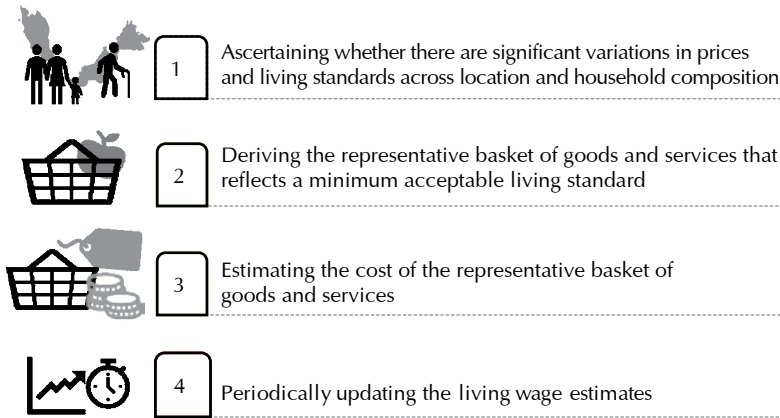 1
Ascertaining whether there are significant variations in prices
and living standards across location and household composition
2
Deriving the representative basket of goods and services that
reflects a minimum acceptable living standard
3
Estimating the cost of the representative basket of
goods and services
4
Periodically updating the living wage estimates